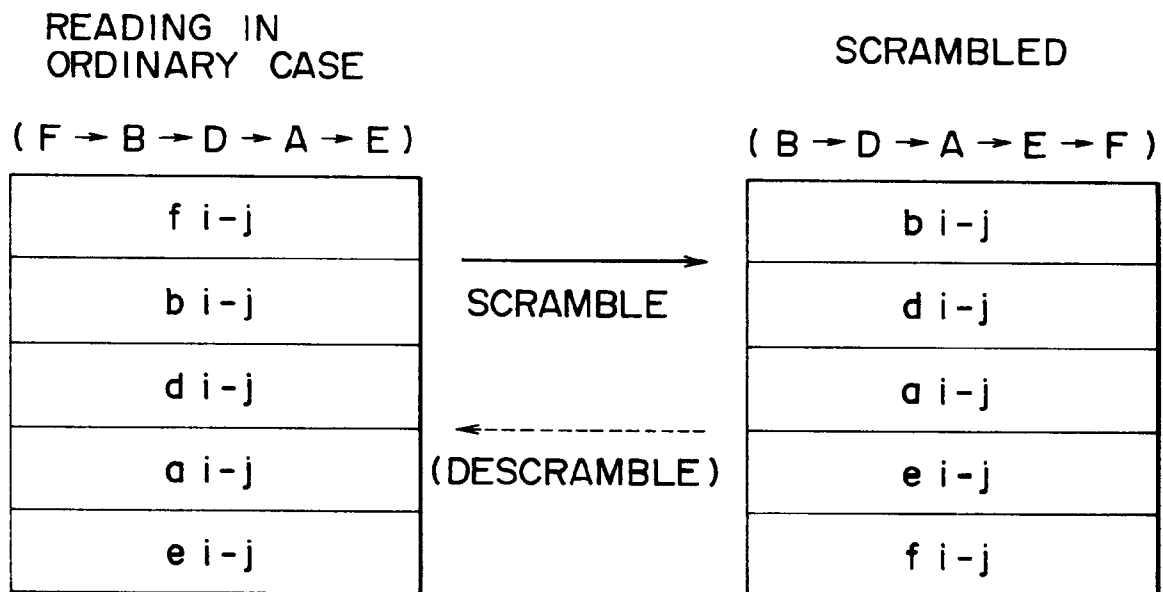 READING IN
ORDINARY CASE
(F → B → D → A → E)
f i-j
b i-j
d i-j
a i-j
e i-j
SCRAMBLE
(DESCRAMBLE)
SCRAMBLED
(B → D → A → E → F)
b i-j
d i-j
a i-j
e i-j
f i-j